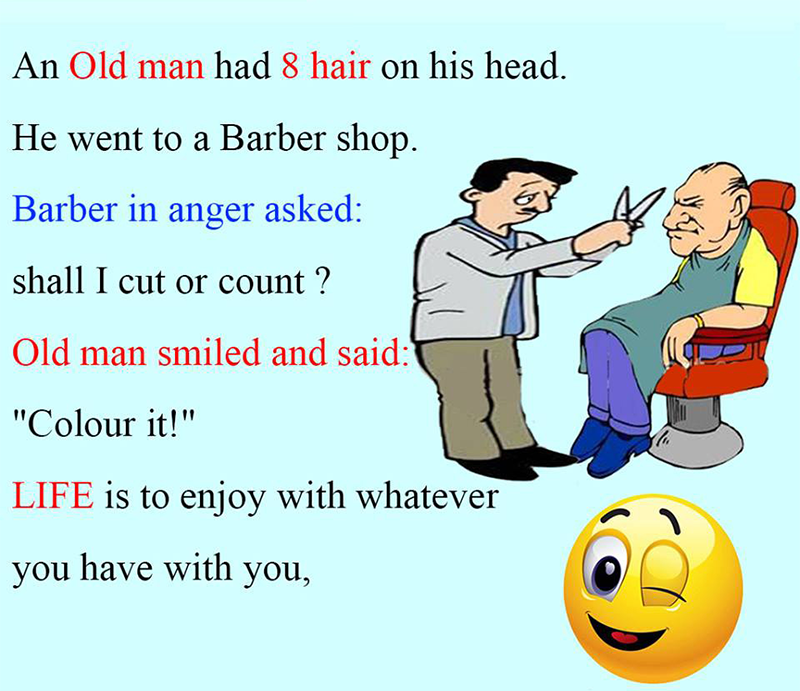 An Old man had 8 hair on his head.
He went to a Barber shop.
Barber in anger asked:
shall I cut or count ?
Old man smiled and said:
"Colour it!"
LIFE is to enjoy with whatever
you have with you,